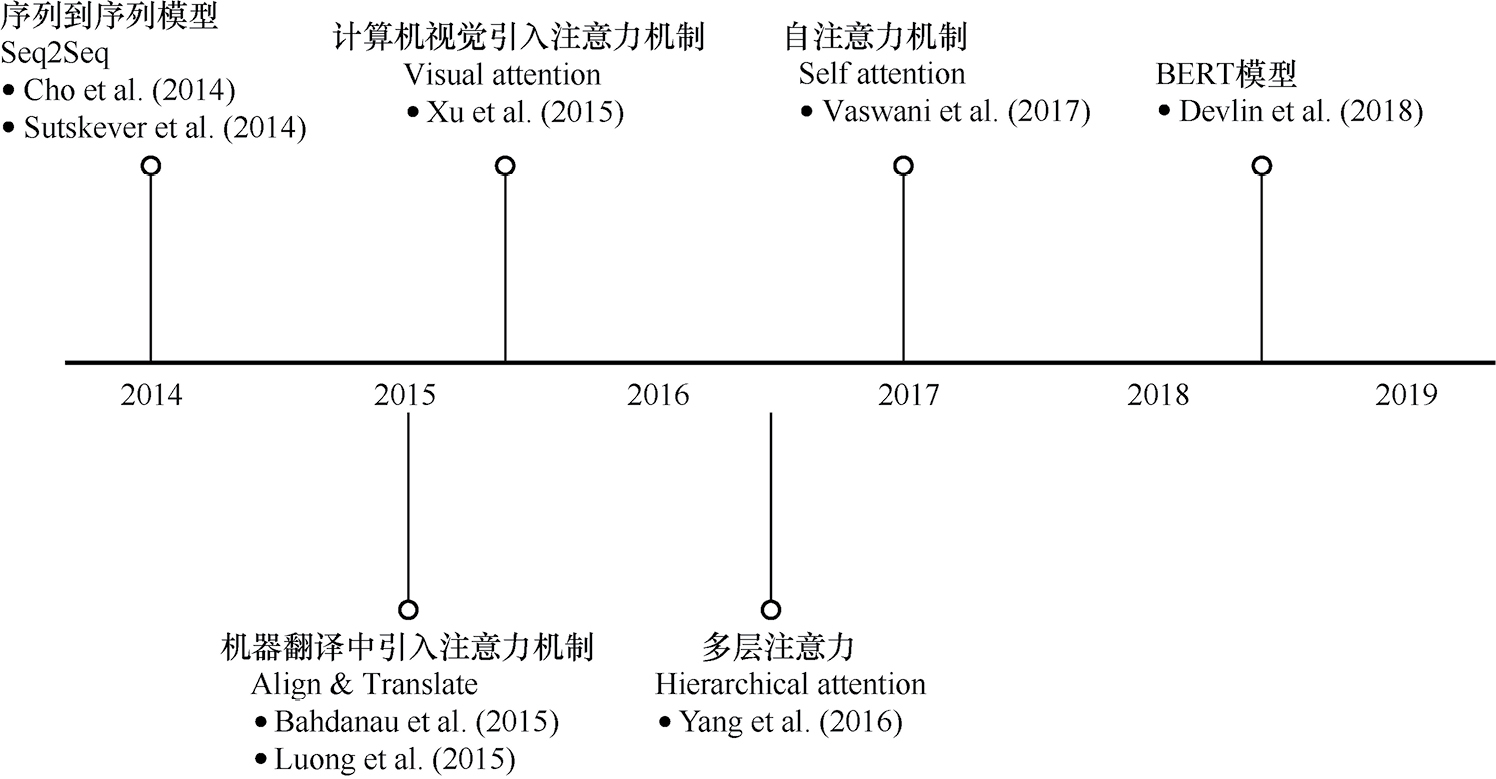 序列到序列模型
Seq2Seq
• Cho et al. (2014)
• Sutskever et al. (2014)
计算机视觉引入注意力机制
Visual attention
• Xu et al. (2015)
自注意力机制
Self attention
• Vaswani et al. (2017)
BERT模型
• Devlin et al. (2018)
2014 2015 2016 2017 2018 2019
机器翻译中引入注意力机制
Align & Translate
• Bahdanau et al. (2015)
• Luong et al. (2015)
多层注意力
Hierarchical attention
• Yang et al. (2016)